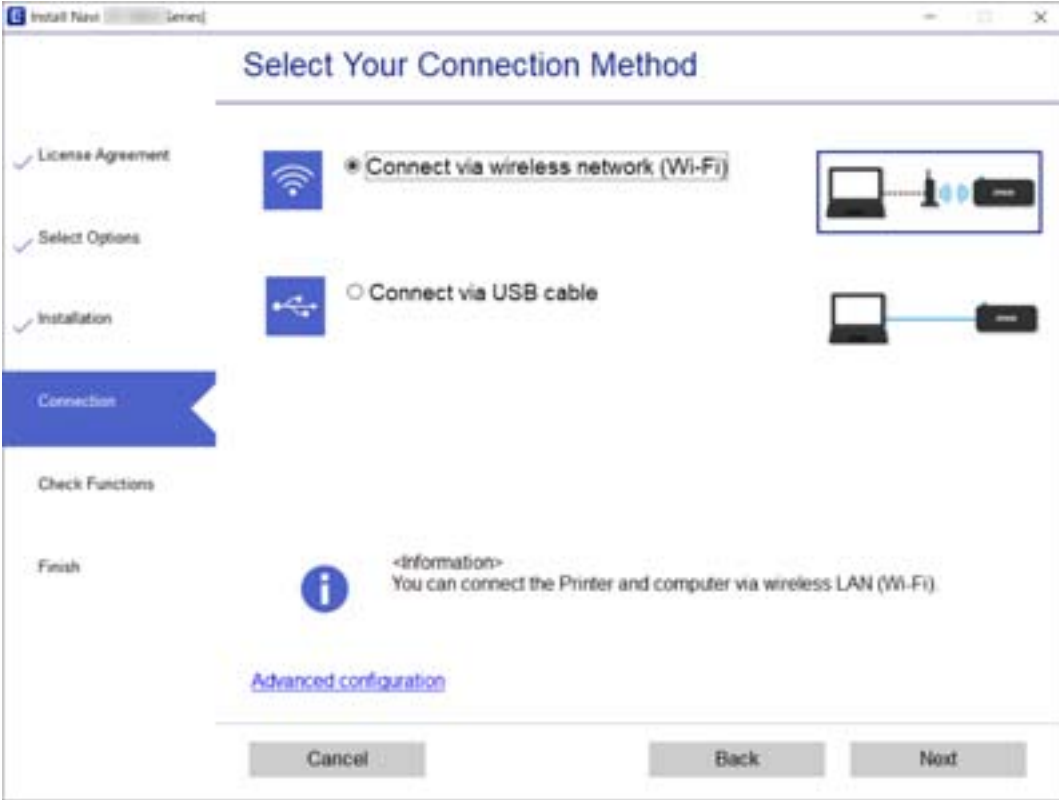 Install Navi Series]
Select Your Connection Method
License Agreement
Select Options
Installation
Connection
Check Functions
Finish
Connect via wireless network (Wi-Fi)
Connect via USB cable
<Information>
You can connect the Printer and computer via wireless LAN (Wi-Fi).
Advanced configuration
Cancel
Back
Next